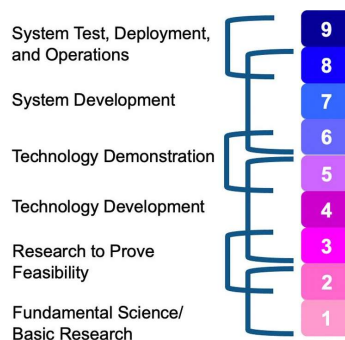 System Test, Deployment,
and Operations
System Development
Technology Demonstration
Technology Development
Research to Prove
Feasibility
Fundamental Science/
Basic Research
9
8
7
6
5
4
3
2
1